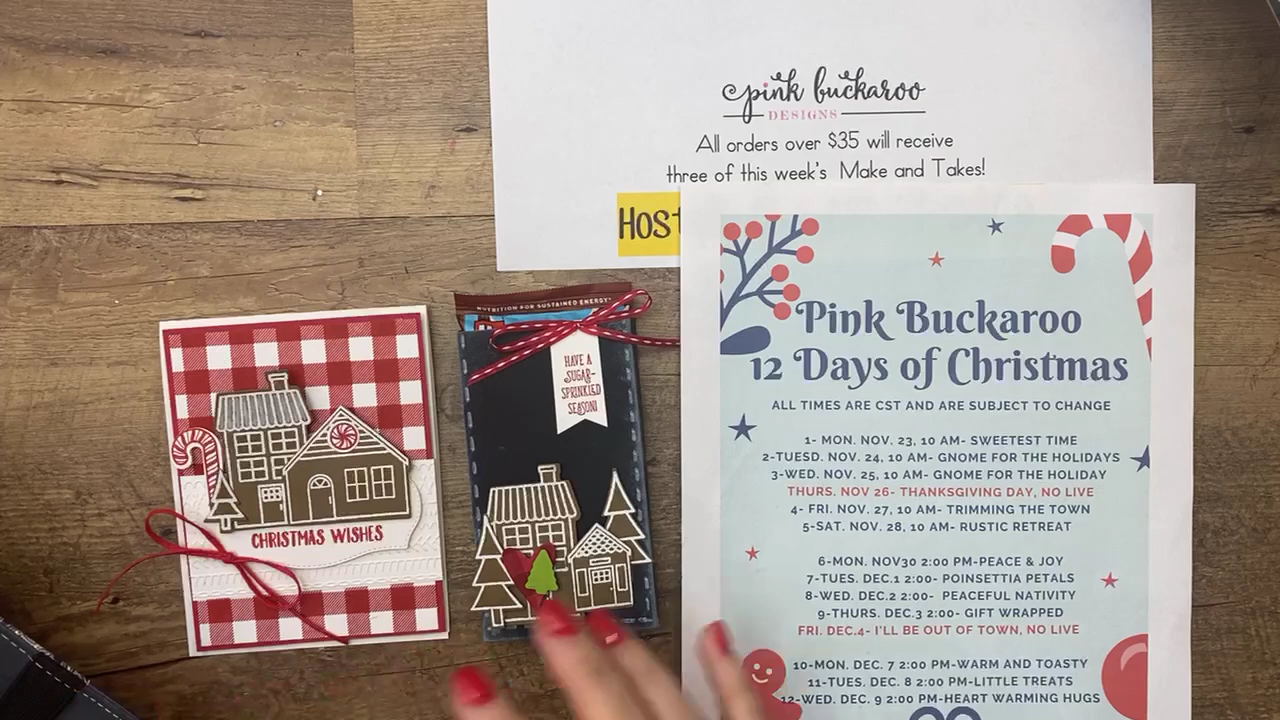 pink buckaroo
DESIGNS
All orders over $35 will receive
three of this week's Make and Takes!
Host
NUTRITION FOR SUSTAINED ENERGY
HAVE A
SUGAR-
SPRINKLED
SEASON!
CHRISTMAS WISHES
Pink Buckaroo
12 Days of Christmas
ALL TIMES ARE CST AND ARE SUBJECT TO CHANGE
1- MON. NOV. 23, 10 AM- SWEETEST TIME
2-TUESD. NOV. 24, 10 AM- GNOME FOR THE HOLIDAYS
3-WED. NOV. 25, 10 AM- GNOME FOR THE HOLIDAY
THURS. NOV 26- THANKSGIVING DAY, NO LIVE
4- FRI. NOV. 27, 10 AM- TRIMMING THE TOWN
5-SAT. NOV. 28, 10 AM- RUSTIC RETREAT
6-MON. NOV30 2:00 PM-PEACE & JOY
7-TUES. DEC.1 2:00- POINSETTIA PETALS
8-WED. DEC.2 2:00- PEACEFUL NATIVITY
9-THURS. DEC.3 2:00- GIFT WRAPPED
FRI. DEC.4- I'LL BE OUT OF TOWN, NO LIVE
10-MON. DEC. 7 2:00 PM-WARM AND TOASTY
11-TUES. DEC. 8 2:00 PM-LITTLE TREATS
12-WED. DEC. 9 2:00 PM-HEART WARMING HUGS